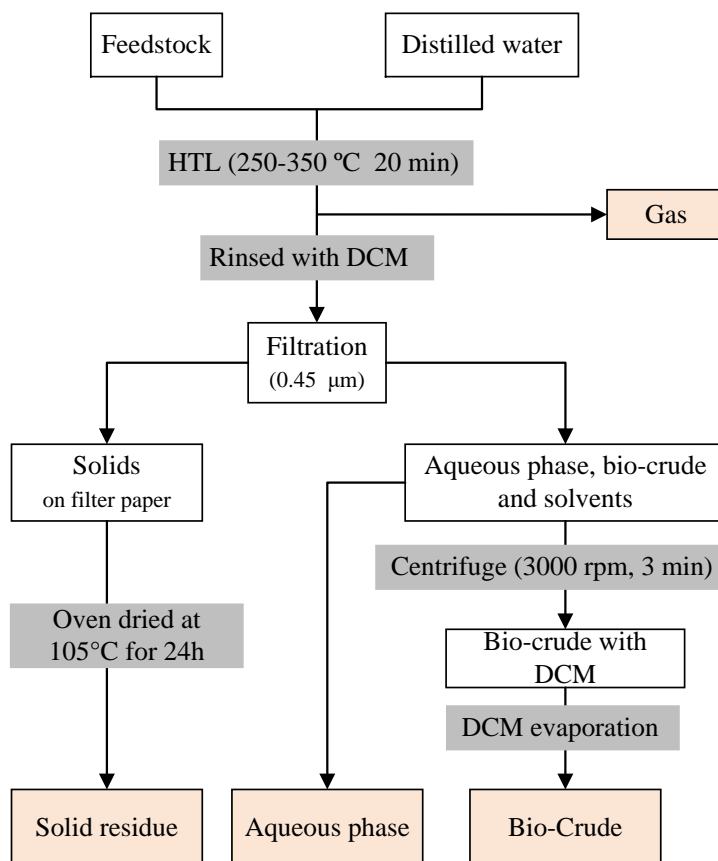 Feedstock
Distilled water
HTL (250-350 ºC  20 min)
Gas
Rinsed with DCM
Filtration
(0.45  μm)
Solids
on filter paper
Aqueous phase, bio-crude
and solvents
Centrifuge (3000 rpm, 3 min)
Oven dried at
105°C for 24h
Bio-crude with
DCM
DCM evaporation
Solid residue
Aqueous phase
Bio-Crude